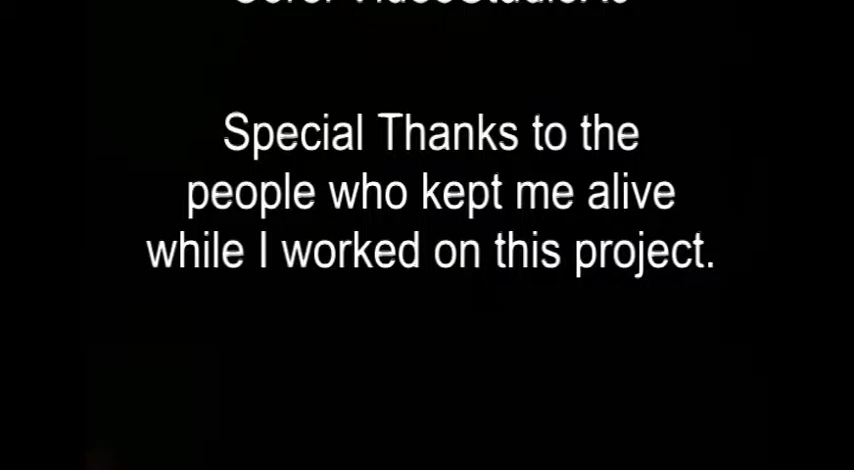 Special Thanks to the
people who kept me alive
while I worked on this project.